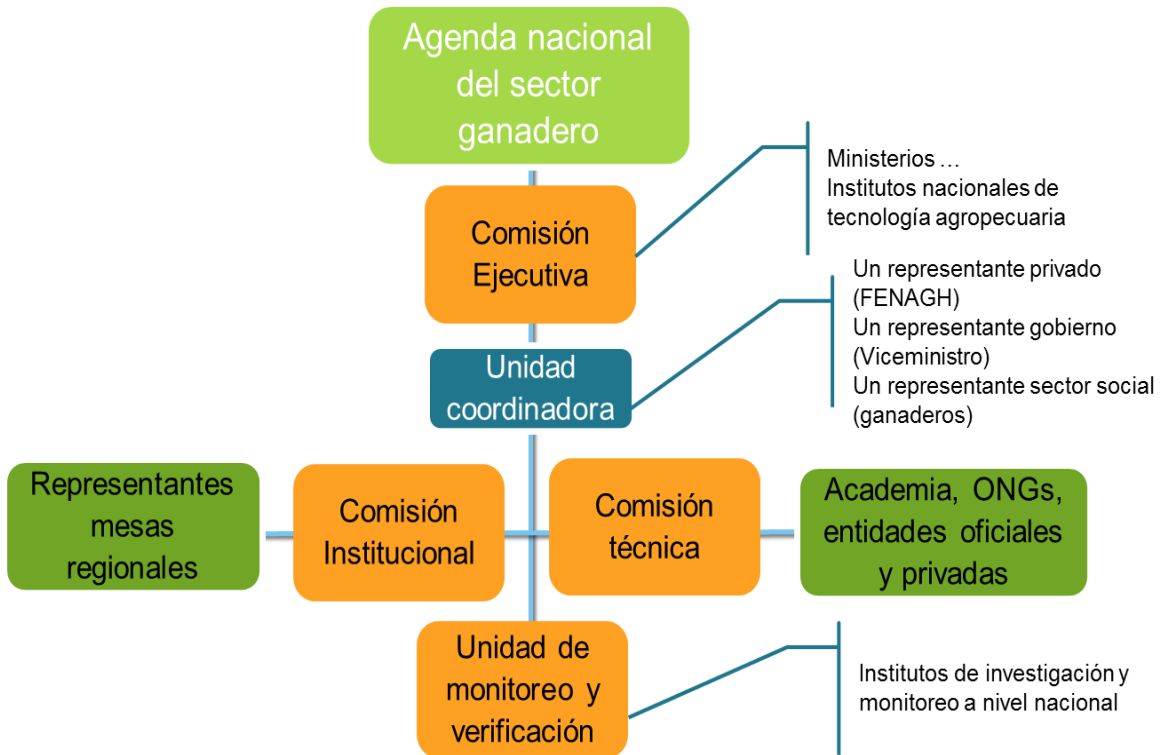 Agenda nacional
del sector
ganadero
Ministerios ...
Institutos nacionales de
tecnología agropecuaria
Comisión
Ejecutiva
Un representante privado
(FENAGH)
Un representante gobierno
(Viceministro)
Un representante sector social
(ganaderos)
Unidad
coordinadora
Representantes
mesas
regionales
Comisión
Institucional
Comisión
técnica
Academia, ONGs,
entidades oficiales
y privadas
Unidad de
monitoreo y
verificación
Institutos de investigación y
monitoreo a nivel nacional